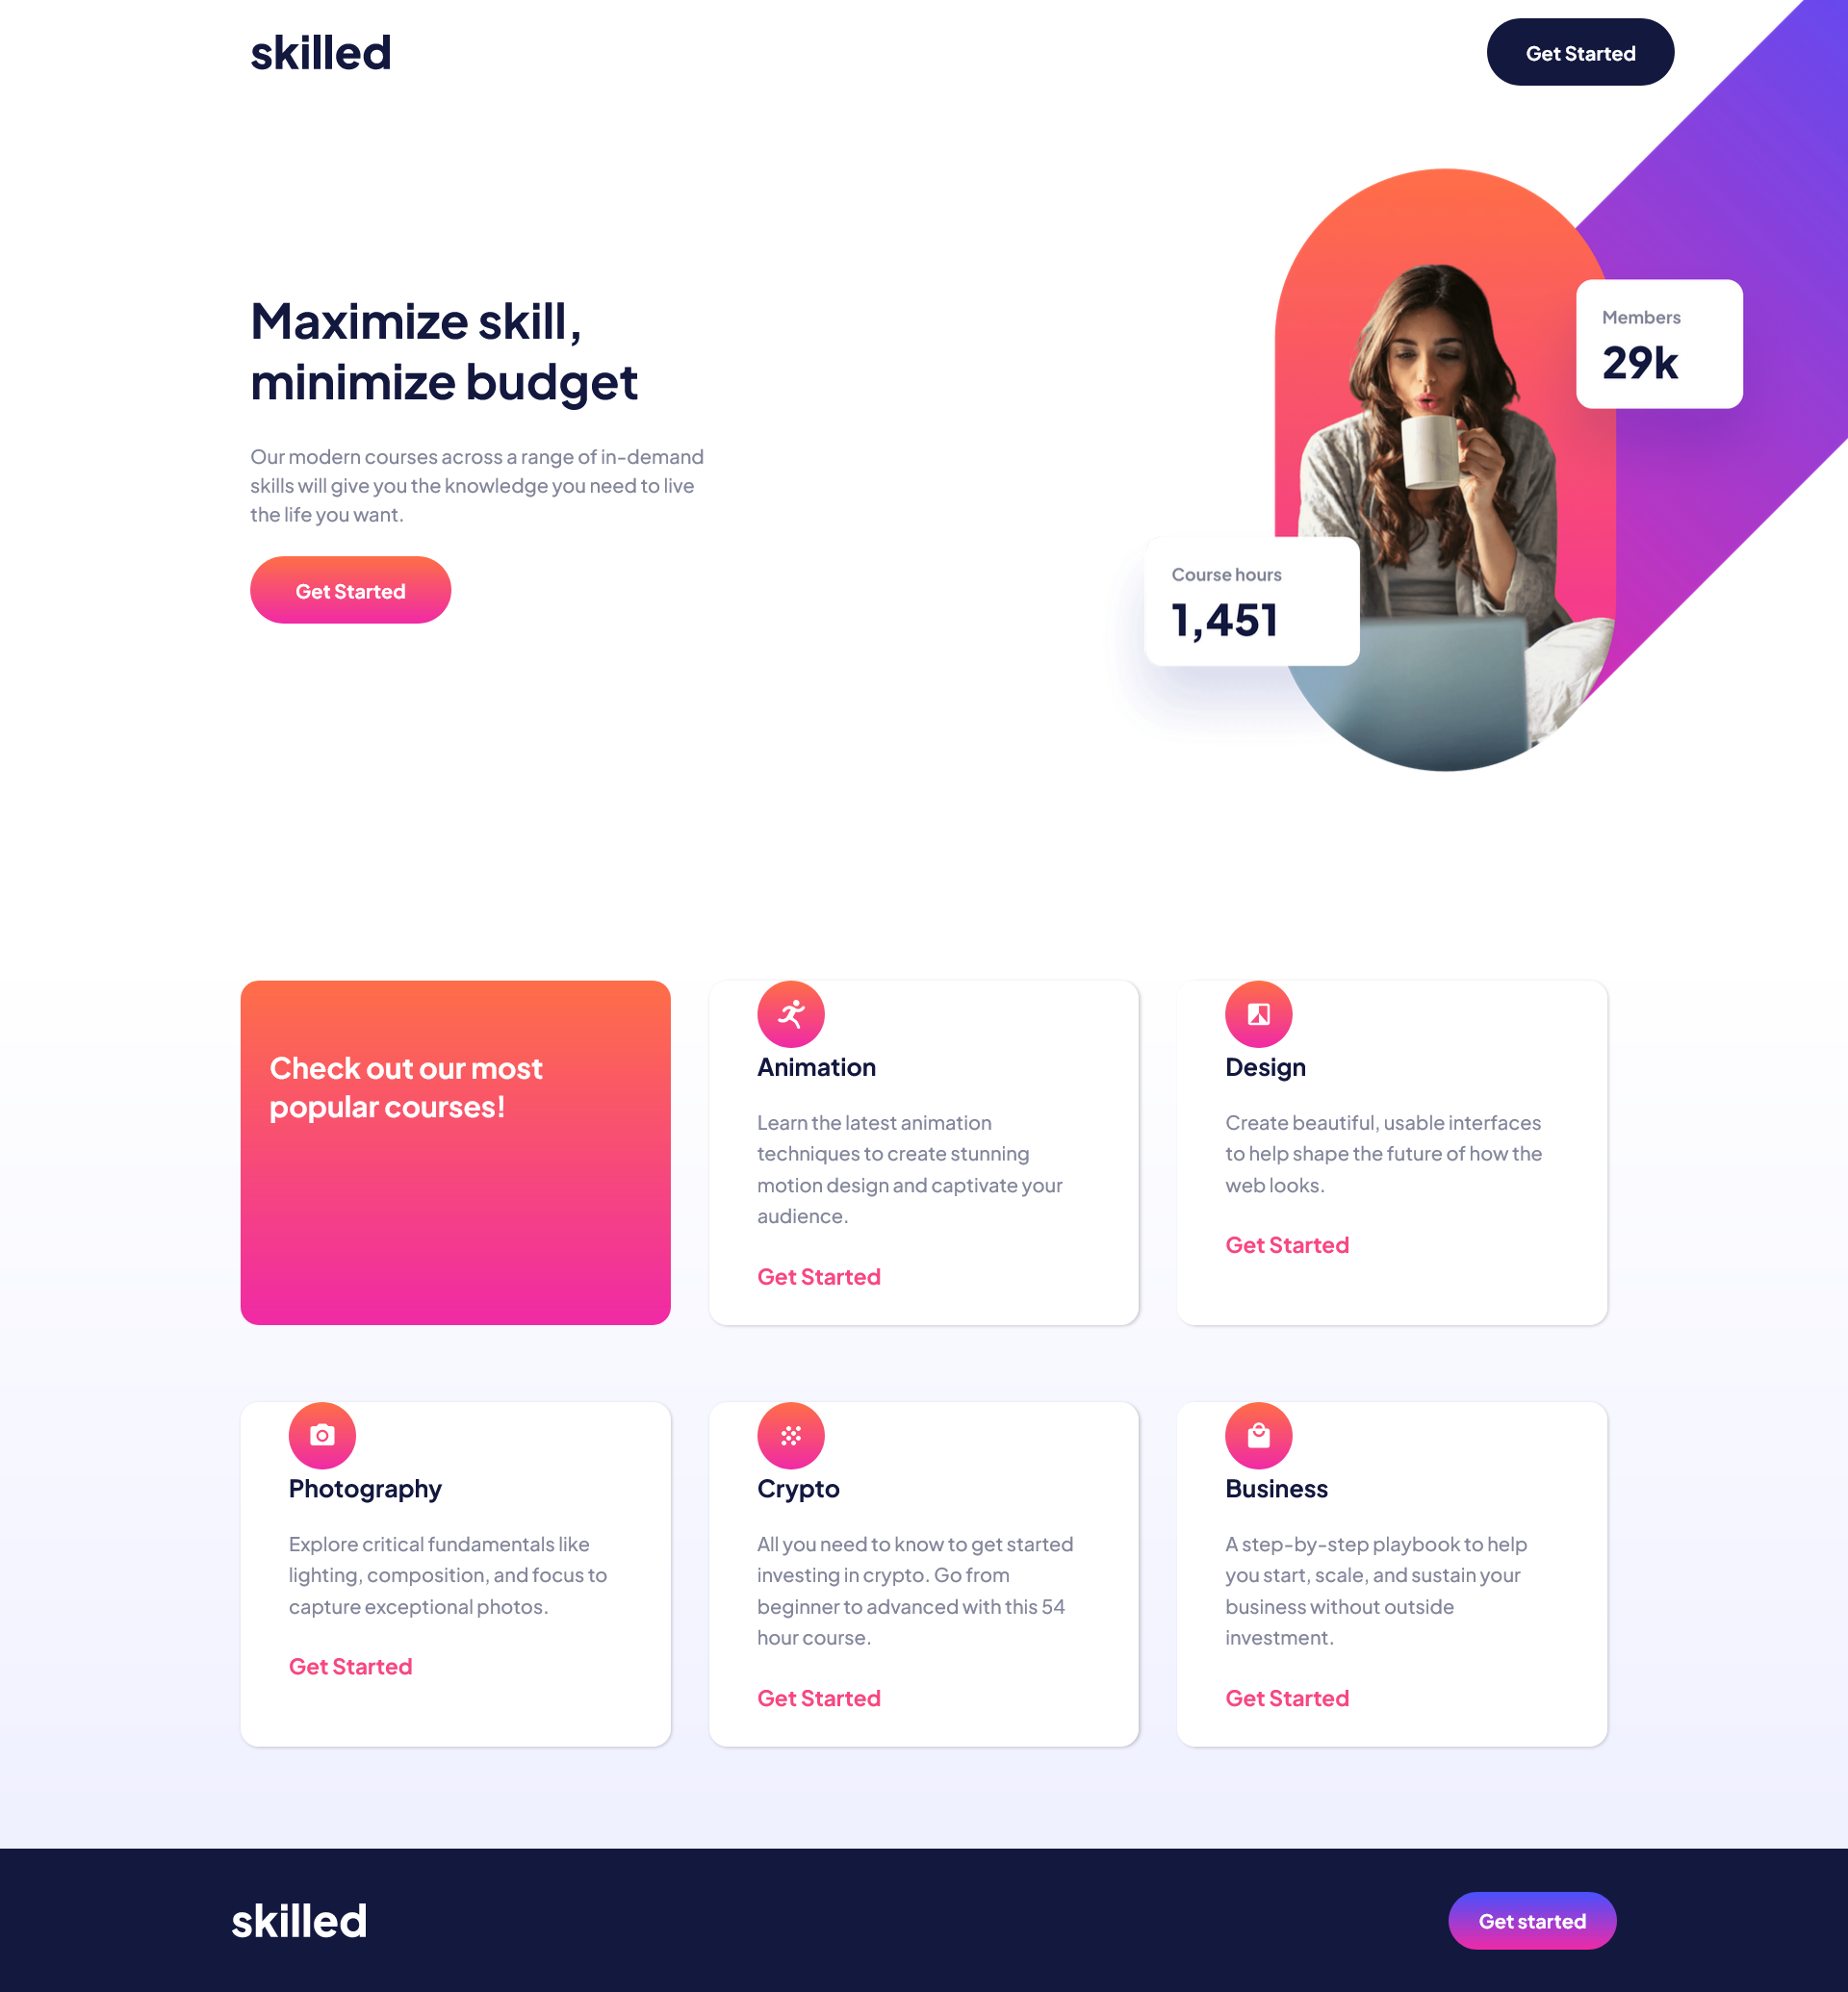 skilled
Get Started
Maximize skill,
minimize budget
Our modern courses across a range of in-demand
skills will give you the knowledge you need to live
the life you want.
Get Started
Members
29k
Course hours
1,451
Check out our most
popular courses!
Animation
Learn the latest animation
techniques to create stunning
motion design and captivate your
audience.
Get Started
Design
Create beautiful, usable interfaces
to help shape the future of how the
web looks.
Get Started
Photography
Explore critical fundamentals like
lighting, composition, and focus to
capture exceptional photos.
Get Started
Crypto
All you need to know to get started
investing in crypto. Go from
beginner to advanced with this 54
hour course.
Get Started
Business
A step-by-step playbook to help
you start, scale, and sustain your
business without outside
investment.
Get Started
skilled
Get started